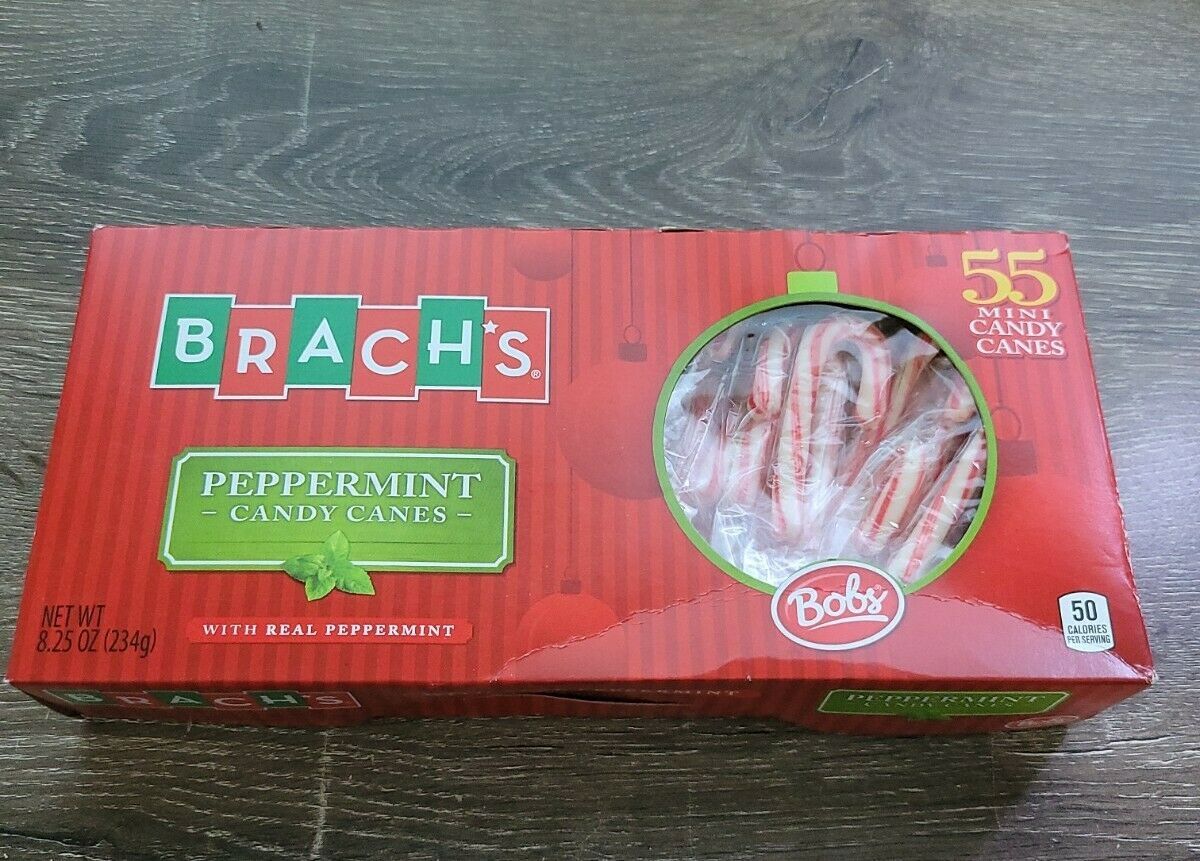 BRACH'S®
55
MINI
CANDY
CANES
PEPPERMINT
- CANDY CANES -
NET WT
8.25 OZ (234g)
WITH REAL PEPPERMINT
Bobs
50
CALORIES
PER SERVING
BRACH'S
PEPPERMINT
PEPPERMINT